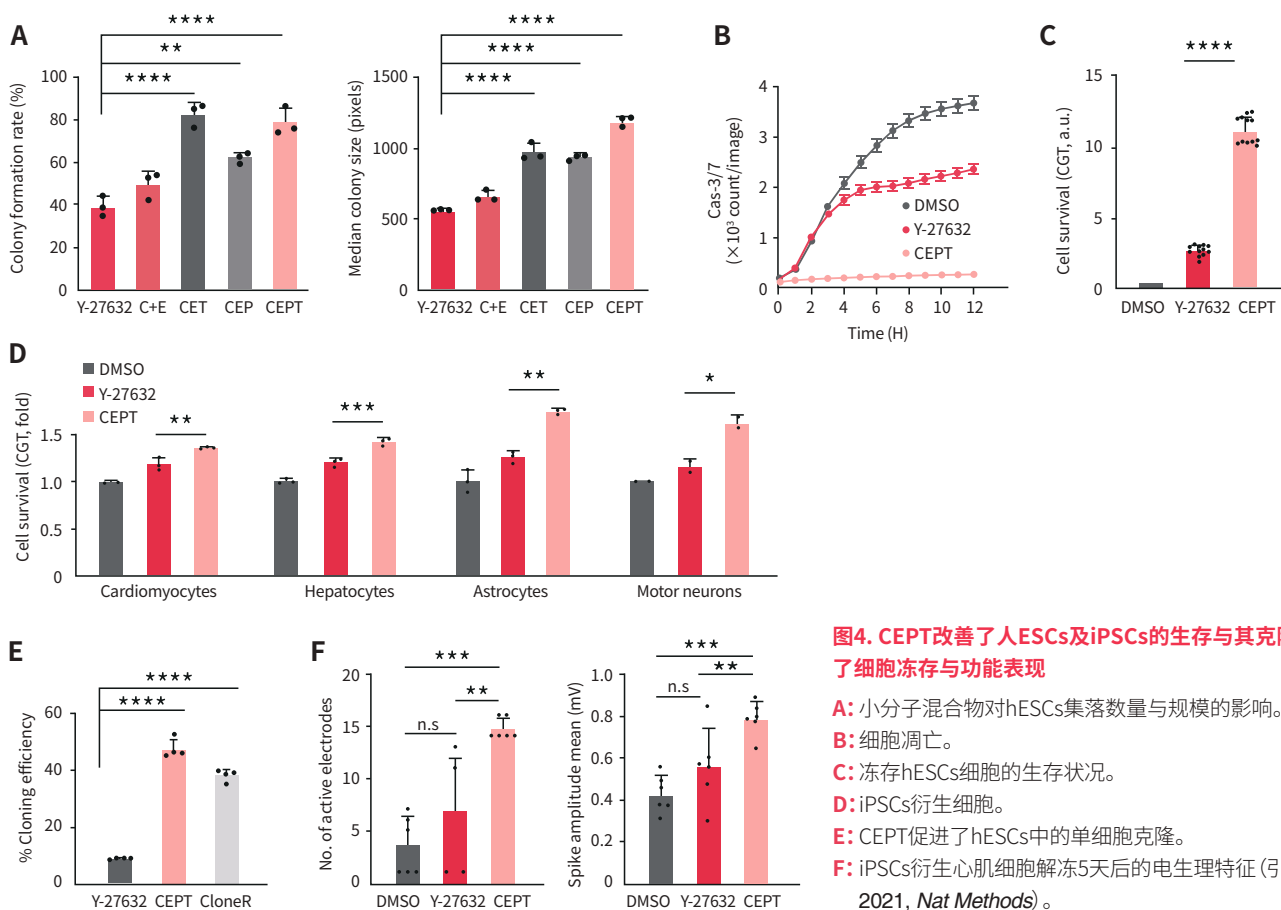 A
****
**
****
Colony formation rate (%)
100
80
60
40
20
0
Y-27632 C+E CET CEP CEPT
****
****
****
Median colony size (pixels)
1500
1000
500
0
Y-27632 C+E CET CEP CEPT
B
Cas-3/7
(×10³ count/image)
4
3
2
1
0
DMSO
Y-27632
CEPT
0 2 4 6 8 10 12
Time (H)
C
****
Cell survival (CGT, a.u.)
15
10
5
0
DMSO Y-27632 CEPT
D
DMSO
Y-27632
CEPT
Cell survival (CGT, fold)
1.5
1.0
0.5
0
**
***
**
*
Cardiomyocytes Hepatocytes Astrocytes Motor neurons
E
****
****
% Cloning efficiency
60
40
20
0
Y-27632 CEPT CloneR
F
***
**
n.s
No. of active electrodes
20
15
10
5
0
DMSO Y-27632 CEPT
***
**
n.s
Spike amplitude mean (mV)
1.0
0.8
0.6
0.4
0.2
0
DMSO Y-27632 CEPT
图4. CEPT改善了人ESCs及iPSCs的生存与其克
了细胞冻存与功能表现
A: 小分子混合物对hESCs集落数量与规模的影响。
B: 细胞凋亡。
C: 冻存hESCs细胞的生存状况。
D: iPSCs衍生细胞。
E: CEPT促进了hESCs中的单细胞克隆。
F: iPSCs衍生心肌细胞解冻5天后的电生理特征(引
2021, Nat Methods)。